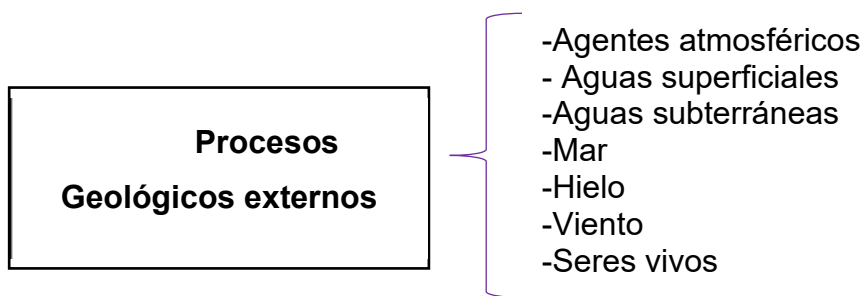 Procesos
Geológicos externos
-Agentes atmosféricos
- Aguas superficiales
-Aguas subterráneas
-Mar
-Hielo
-Viento
-Seres vivos